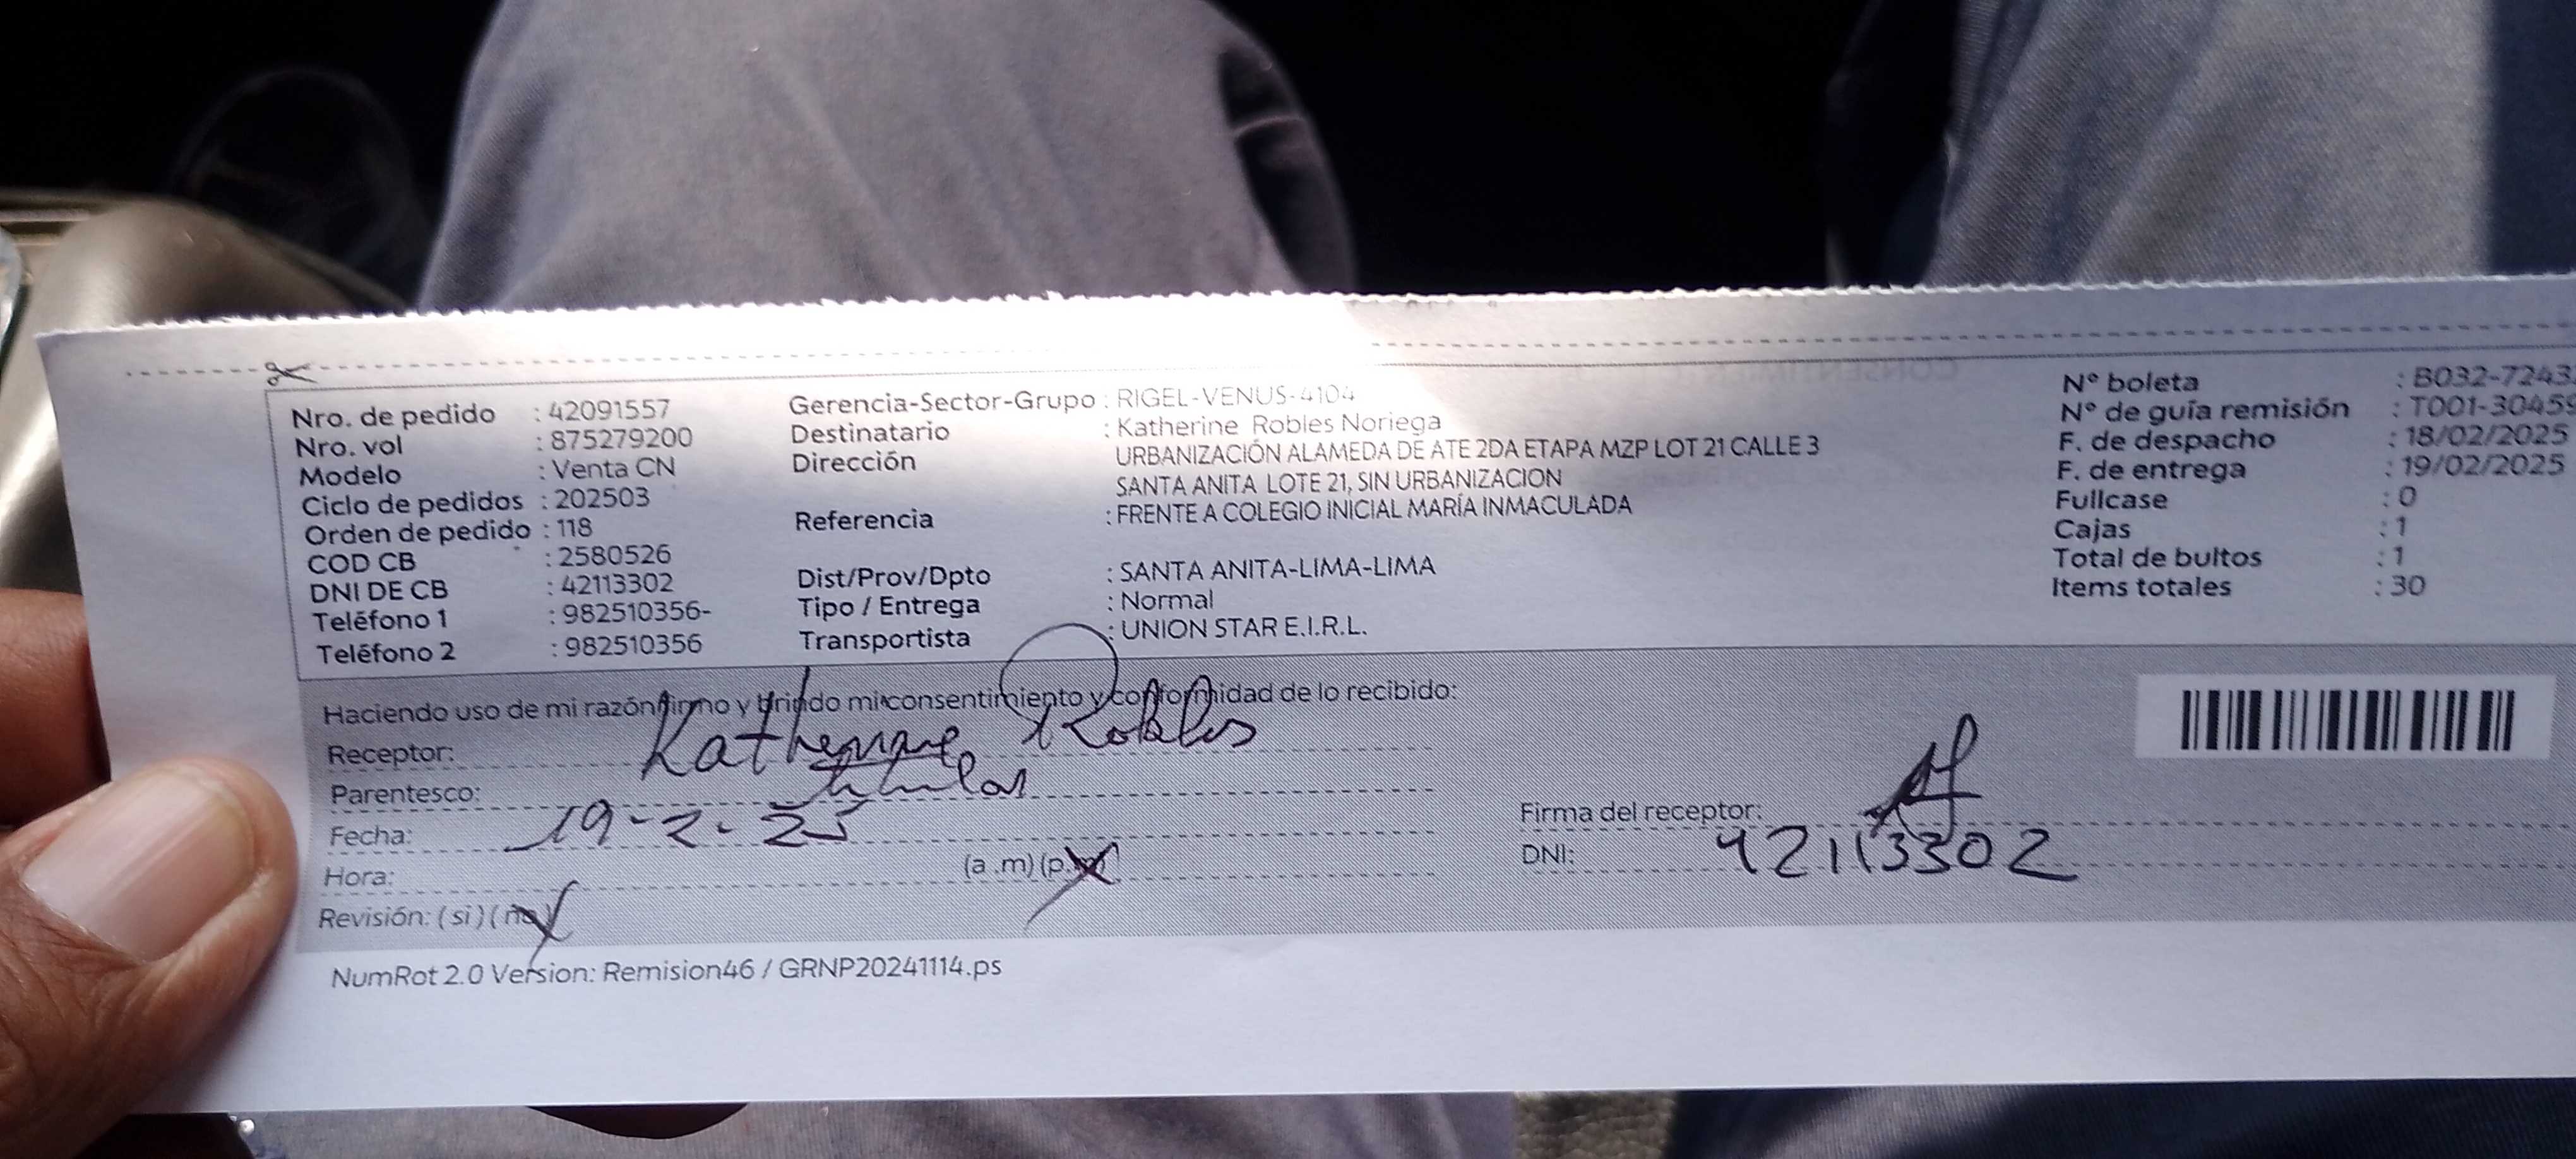 Nro. de pedido : 42091557
Nro. vol : 875279200
Modelo : Venta CN
Ciclo de pedidos : 202503
Orden de pedido : 118
COD CB : 2580526
DNI DE CB : 42113302
Teléfono 1 : 982510356-
Teléfono 2 : 982510356
Gerencia-Sector-Grupo : RIGEL-VENUS-4104
Destinatario : Katherine Robles Noriega
Dirección URBANIZACIÓN ALAMEDA DE ATE 2DA ETAPA MZP LOT 21 CALLE 3
SANTA ANITA LOTE 21, SIN URBANIZACION
Referencia : FRENTE A COLEGIO INICIAL MARÍA INMACULADA
Dist/Prov/Dpto : SANTA ANITA-LIMA-LIMA
Tipo / Entrega : Normal
Transportista : UNION STAR E.I.R.L.
N° boleta : B032-7243
N° de guía remisión : T001-30459
F. de despacho : 18/02/2025
F. de entrega : 19/02/2025
Fullcase : 0
Cajas : 1
Total de bultos : 1
Items totales : 30
Haciendo uso de mi razón firmo y brindo mi consentimiento y conformidad de lo recibido:
Receptor: Katherine Robles
Parentesco: titular
Fecha: 19-2-25
Hora: (a.m) (p.m)
Revisión: (si) (no)
Firma del receptor:
DNI: 42113302
NumRot 2.0 Version: Remision46 / GRNP20241114.ps